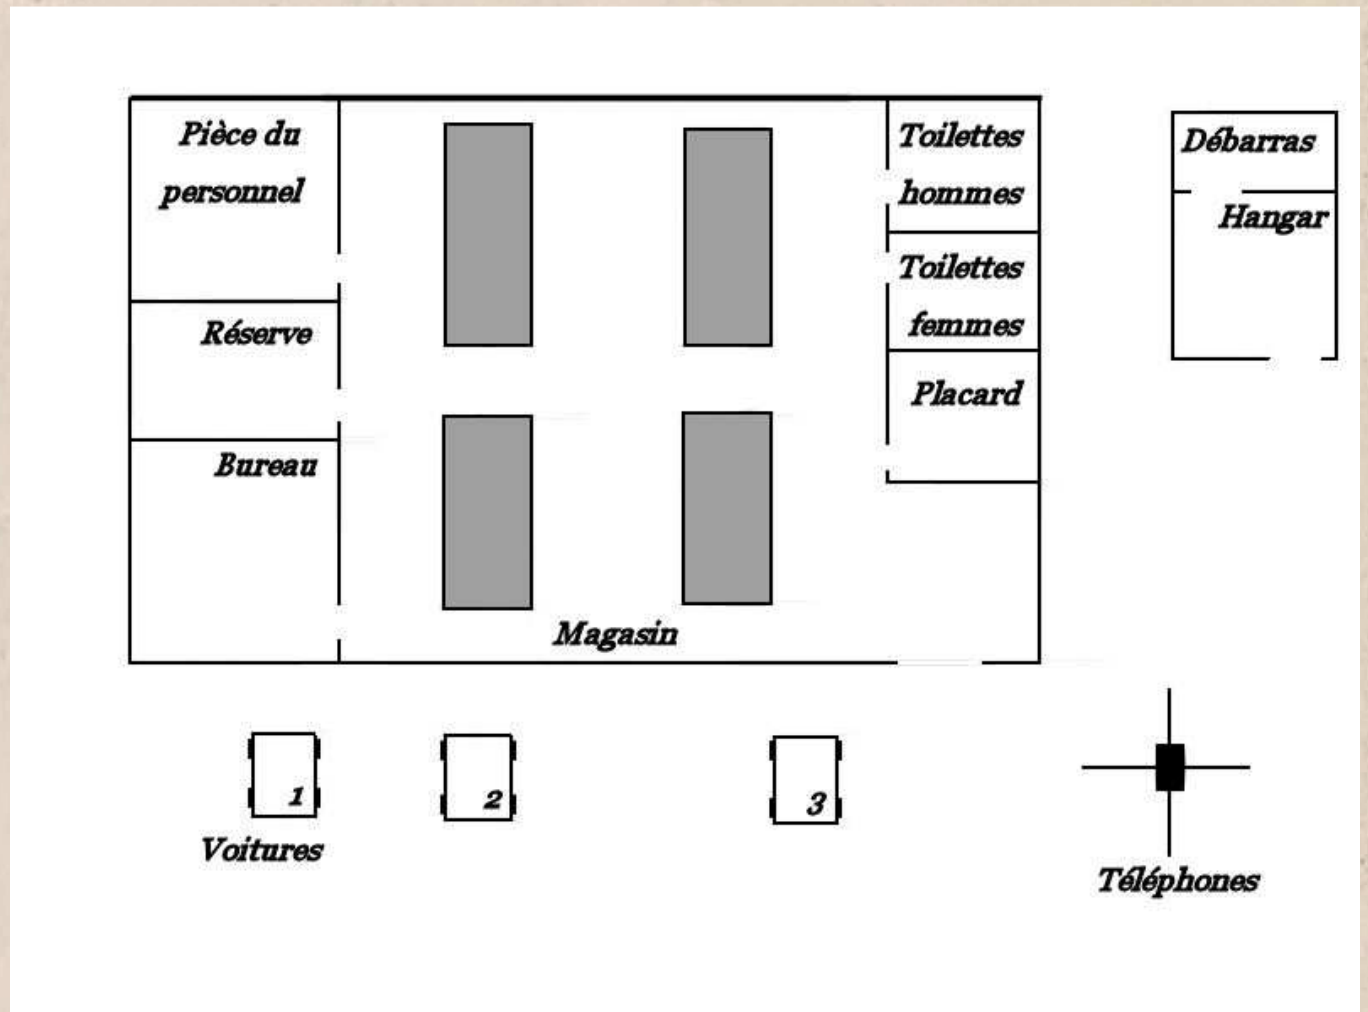 Pièce du
personnel
Réserve
Bureau
Magasin
Toilettes
hommes
Toilettes
femmes
Placard
Débarras
Hangar
1
2
3
Voitures
Téléphones